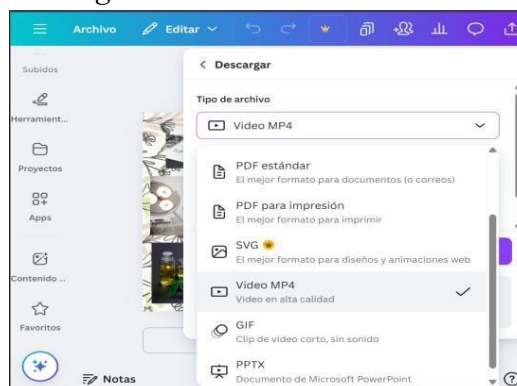 Archivo
Editar
Descargar
Subidos
Tipo de archivo
Herramient...
Video MP4
Proyectos
PDF estándar
El mejor formato para documentos (o correos)
PDF para impresión
El mejor formato para imprimir
Apps
SVG
El mejor formato para diseños y animaciones web
Contenido ...
Video MP4
Video en alta calidad
Favoritos
GIF
Clip de video corto, sin sonido
PPTX
Documento de Microsoft PowerPoint
Notas